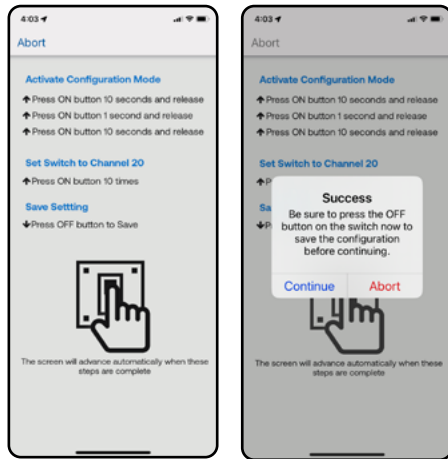 4:03
Abort
Activate Configuration Mode
Press ON button 10 seconds and release
Press ON button 1 second and release
Press ON button 10 seconds and release
Set Switch to Channel 20
Press ON button 10 times
Save Settting
Press OFF button to Save
The screen will advance automatically when these
steps are complete
4:03
Abort
Activate Configuration Mode
Press ON button 10 seconds and release
Press ON button 1 second and release
Press ON button 10 seconds and release
Set Switch to Channel 20
P
Sa
P
Success
Be sure to press the OFF
button on the switch now to
save the configuration
before continuing.
Continue Abort
The screen will advance automatically when these
steps are complete